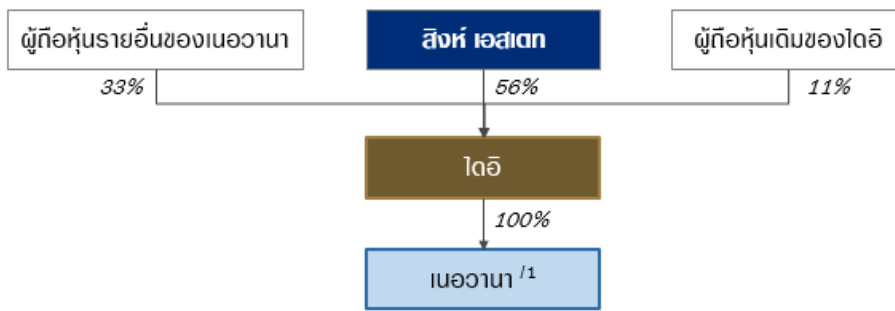 ผู้ถือหุ้นรายอื่นของเนอวานา
สิงห์ เอสเตท
ผู้ถือหุ้นเดิมของไดอิ
33%
56%
11%
ไดอิ
100%
เนอวานา /1